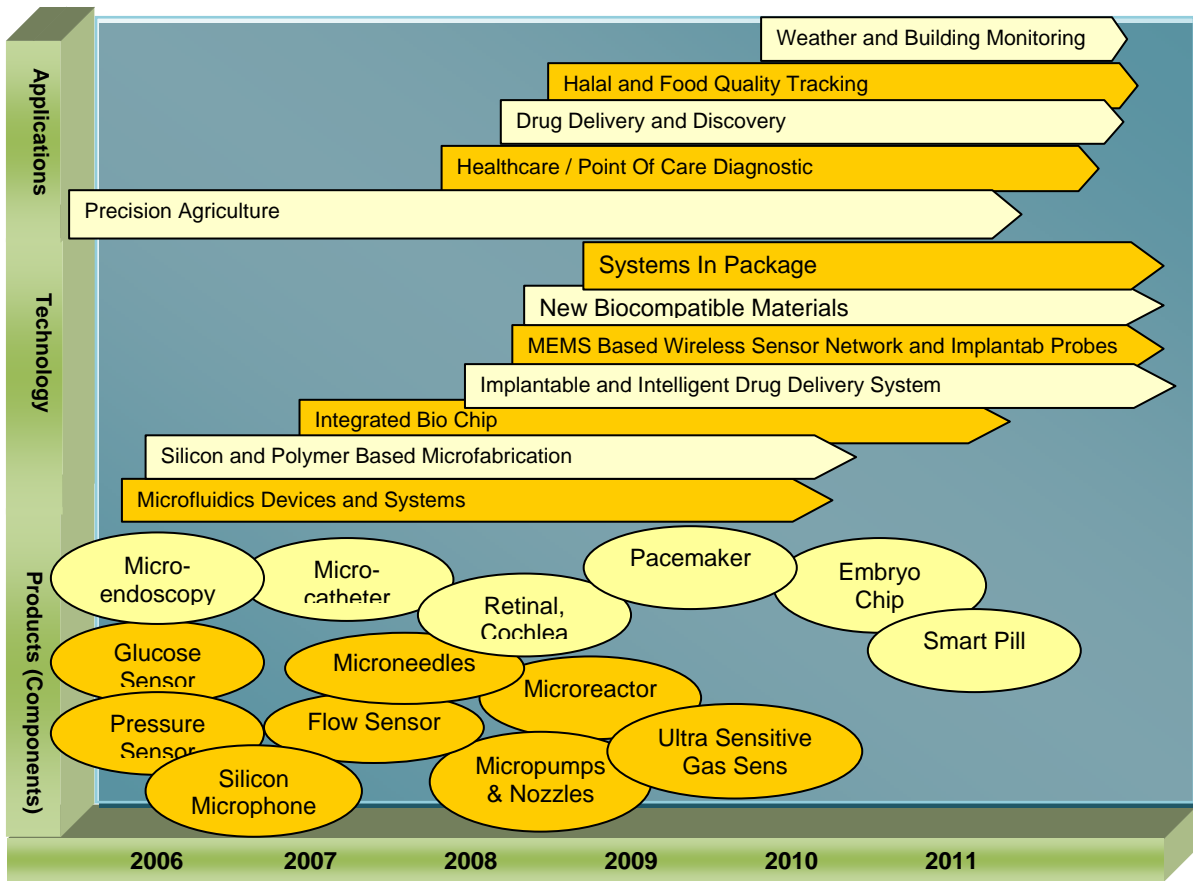 Applications
Weather and Building Monitoring
Halal and Food Quality Tracking
Drug Delivery and Discovery
Healthcare / Point Of Care Diagnostic
Precision Agriculture
Technology
Systems In Package
New Biocompatible Materials
MEMS Based Wireless Sensor Network and Implantab Probes
Implantable and Intelligent Drug Delivery System
Integrated Bio Chip
Silicon and Polymer Based Microfabrication
Microfluidics Devices and Systems
Products (Components)
Micro-
endoscopy
Micro-
catheter
Retinal,
Cochlea
Pacemaker
Embryo
Chip
Smart Pill
Glucose
Sensor
Microneedles
Microreactor
Pressure
Sensor
Flow Sensor
Ultra Sensitive
Gas Sens
Silicon
Microphone
Micropumps
& Nozzles
2006
2007
2008
2009
2010
2011